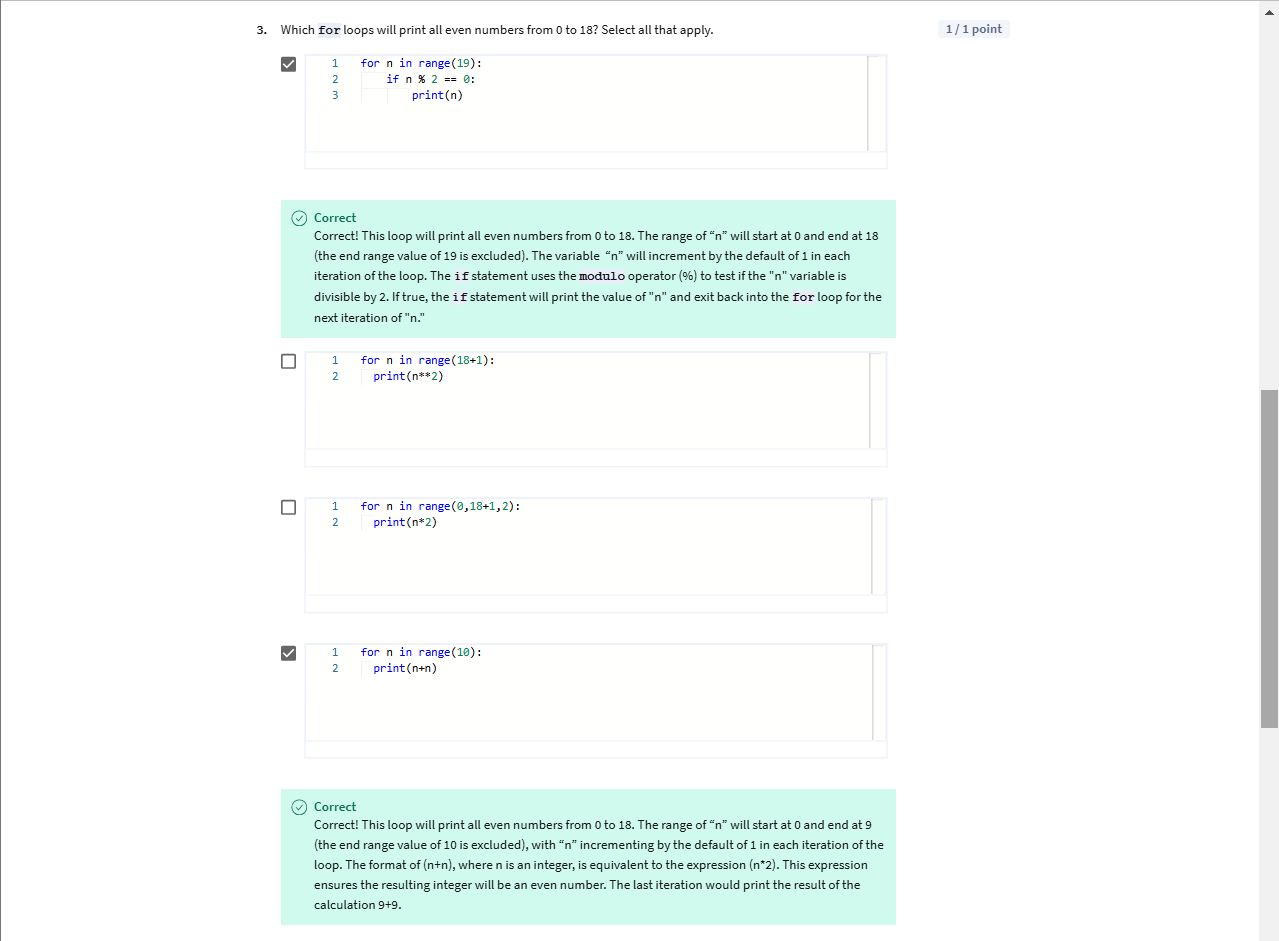 3. Which for loops will print all even numbers from 0 to 18? Select all that apply.
1 / 1 point
1 for n in range(19):
2     if n % 2 == 0:
3         print(n)
Correct
Correct! This loop will print all even numbers from 0 to 18. The range of “n” will start at 0 and end at 18
(the end range value of 19 is excluded). The variable “n” will increment by the default of 1 in each
iteration of the loop. The if statement uses the modulo operator (%) to test if the "n" variable is
divisible by 2. If true, the if statement will print the value of "n" and exit back into the for loop for the
next iteration of "n."
1 for n in range(18+1):
2   print(n**2)
1 for n in range(0,18+1,2):
2   print(n*2)
1 for n in range(10):
2   print(n+n)
Correct
Correct! This loop will print all even numbers from 0 to 18. The range of “n” will start at 0 and end at 9
(the end range value of 10 is excluded), with “n” incrementing by the default of 1 in each iteration of the
loop. The format of (n+n), where n is an integer, is equivalent to the expression (n*2). This expression
ensures the resulting integer will be an even number. The last iteration would print the result of the
calculation 9+9.